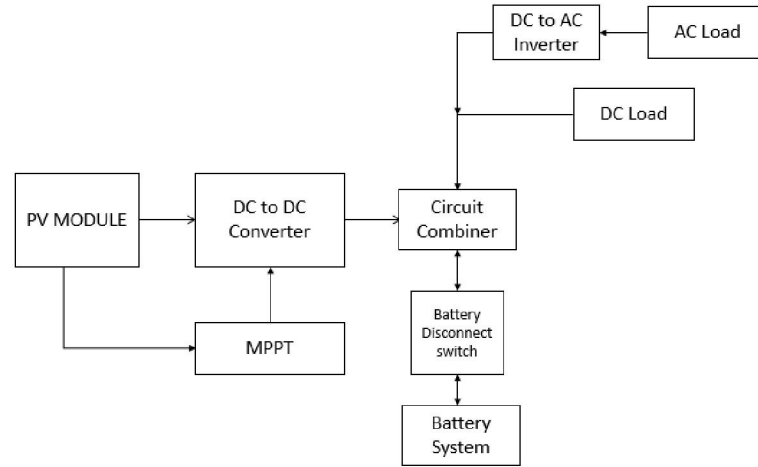 DC to AC
Inverter
AC Load
DC Load
PV MODULE
DC to DC
Converter
Circuit
Combiner
MPPT
Battery
Disconnect
switch
Battery
System